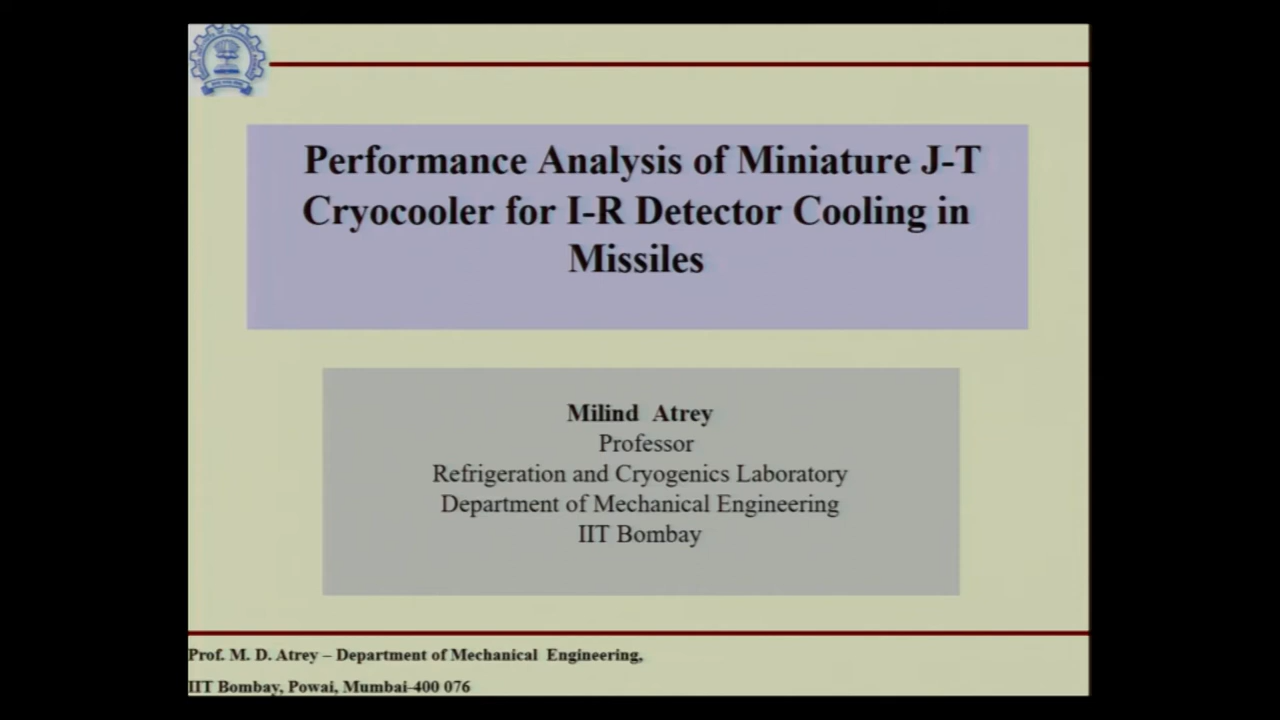 Performance Analysis of Miniature J-T
Cryocooler for I-R Detector Cooling in
Missiles
Milind Atrey
Professor
Refrigeration and Cryogenics Laboratory
Department of Mechanical Engineering
IIT Bombay
Prof. M. D. Atrey – Department of Mechanical Engineering,
IIT Bombay, Powai, Mumbai-400 076